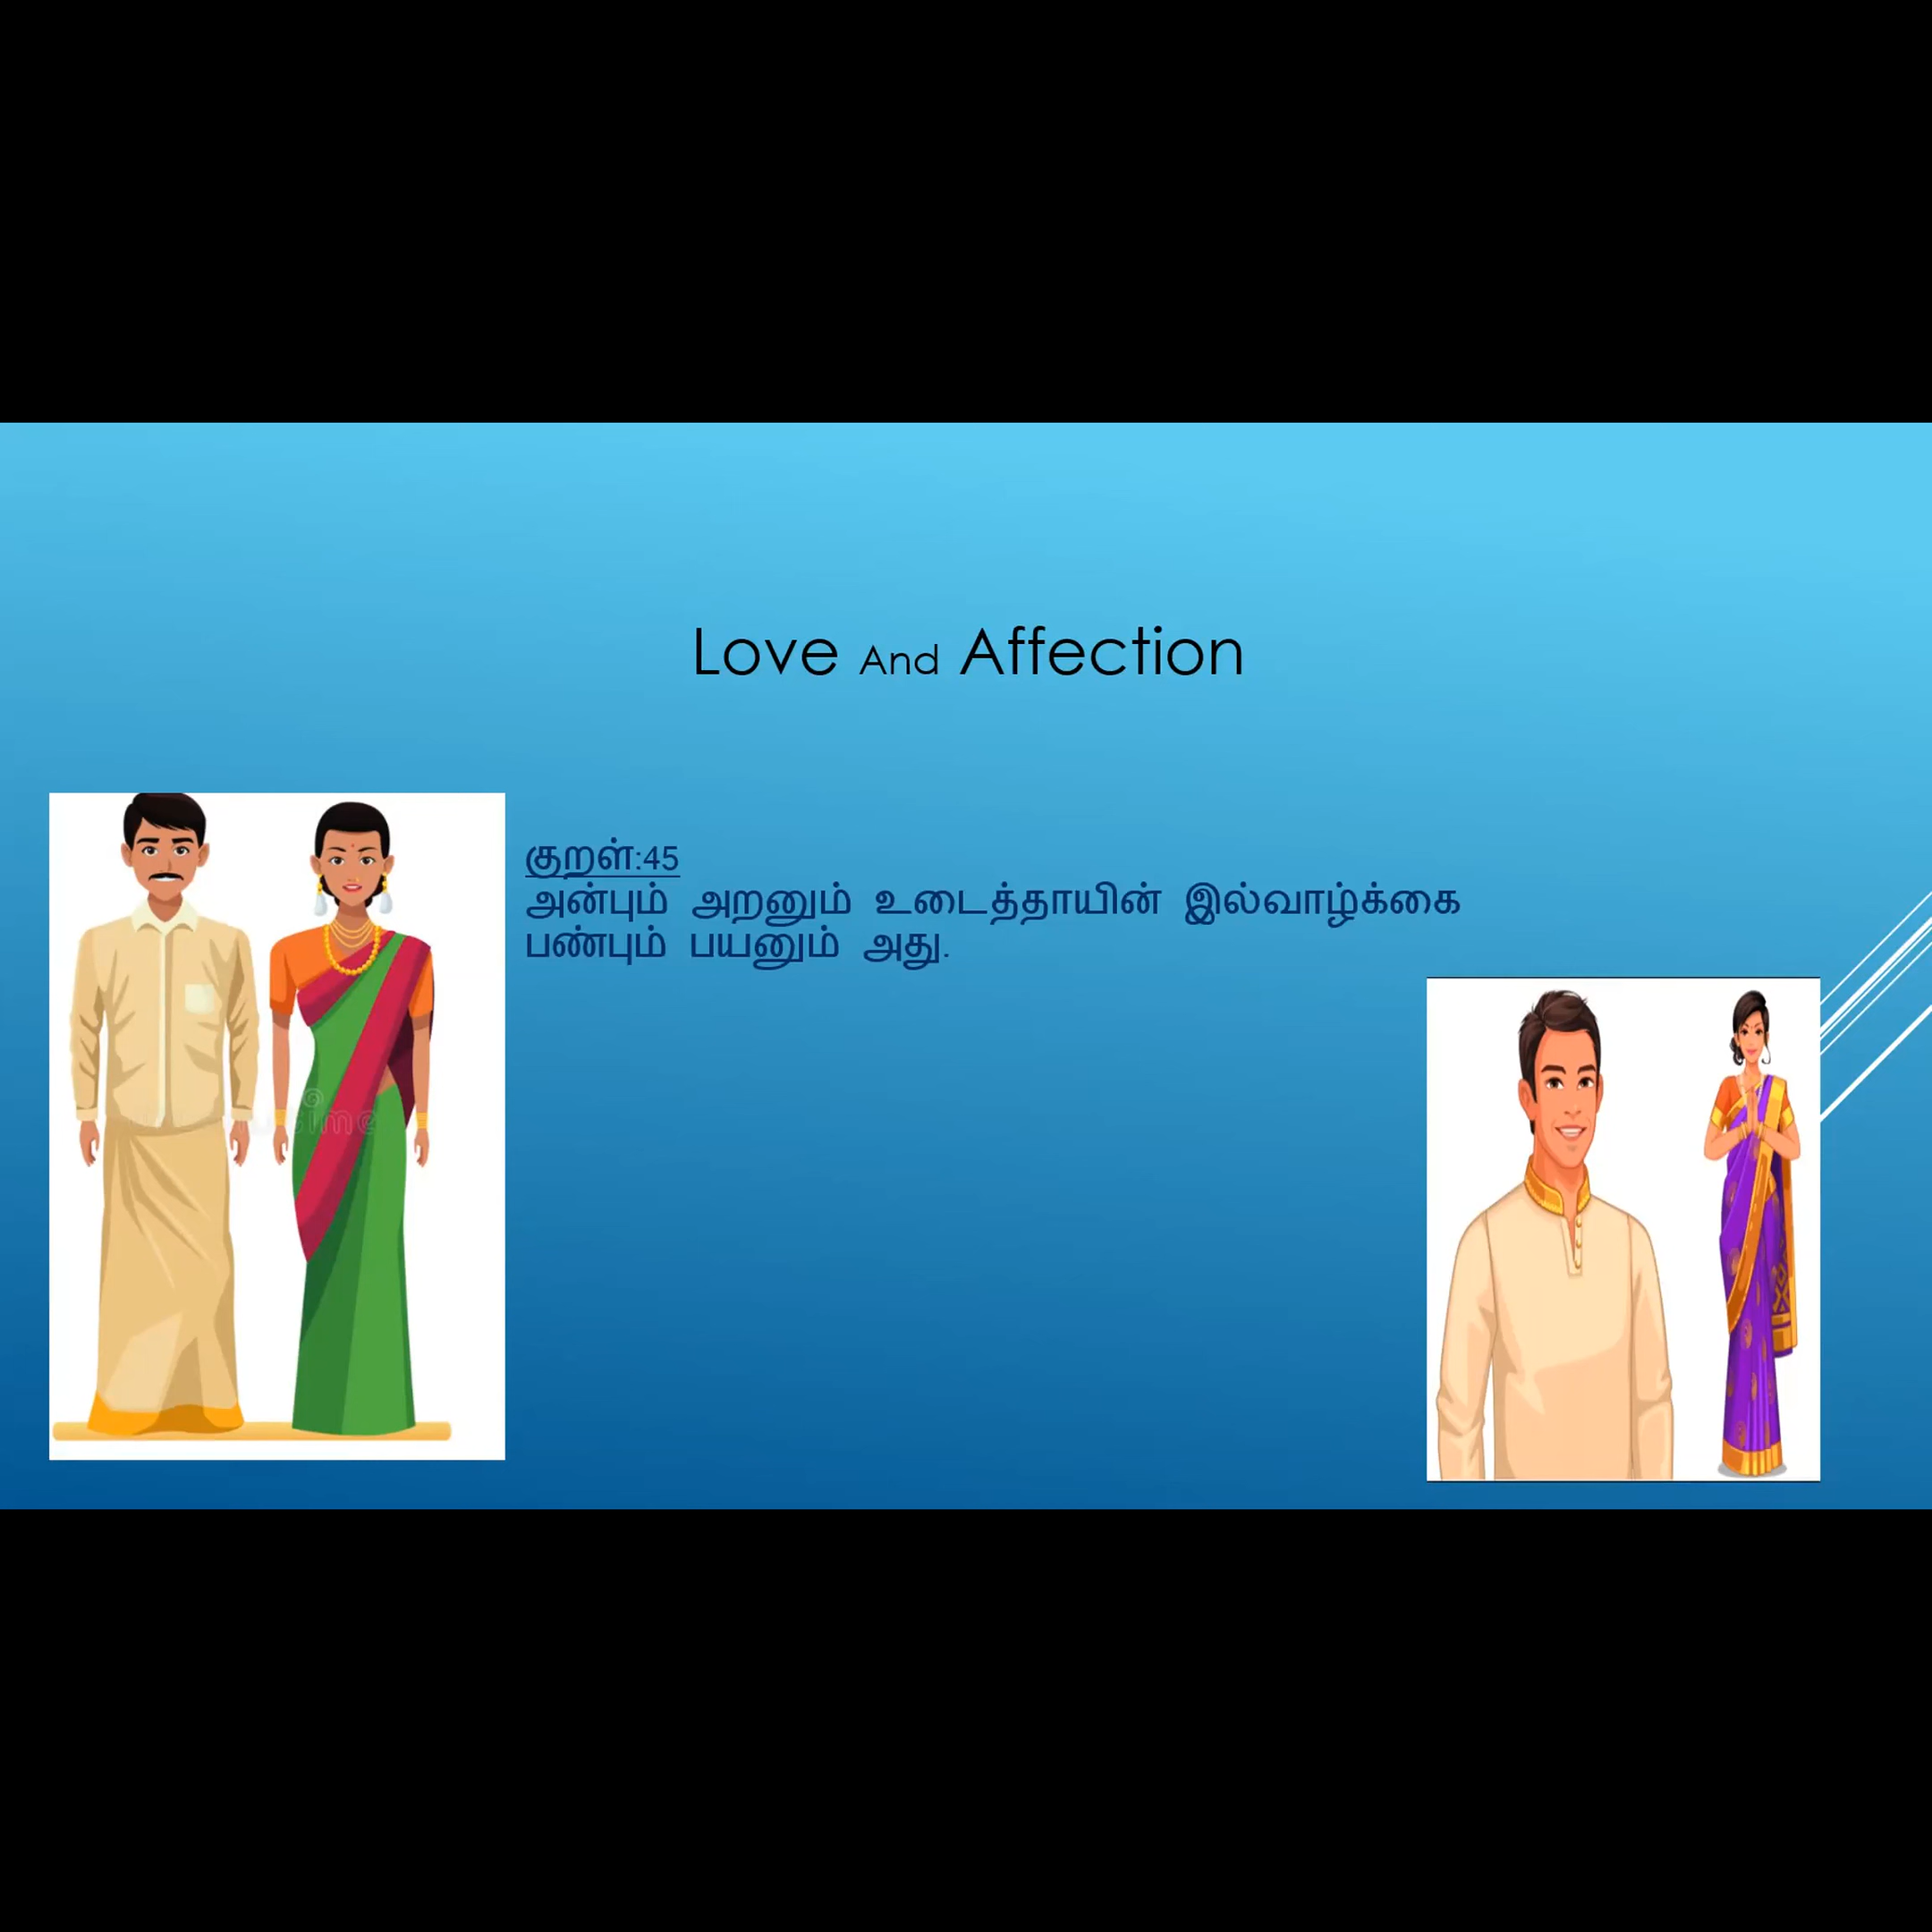 Love And Affection
குறள்:45
அன்பும் அறனும் உடைத்தாயின் இல்வாழ்க்கை
பண்பும் பயனும் அது.